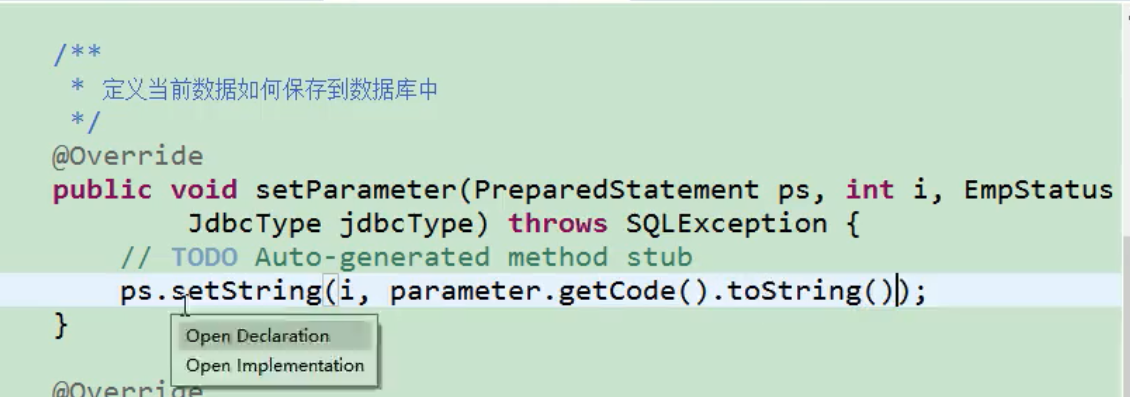 /**
* 定义当前数据如何保存到数据库中
*/
@Override
public void setParameter(PreparedStatement ps, int i, EmpStatus
JdbcType jdbcType) throws SQLException {
// TODO Auto-generated method stub
ps.setString(i, parameter.getCode().toString());
}
Open Declaration
Open Implementation
@Override